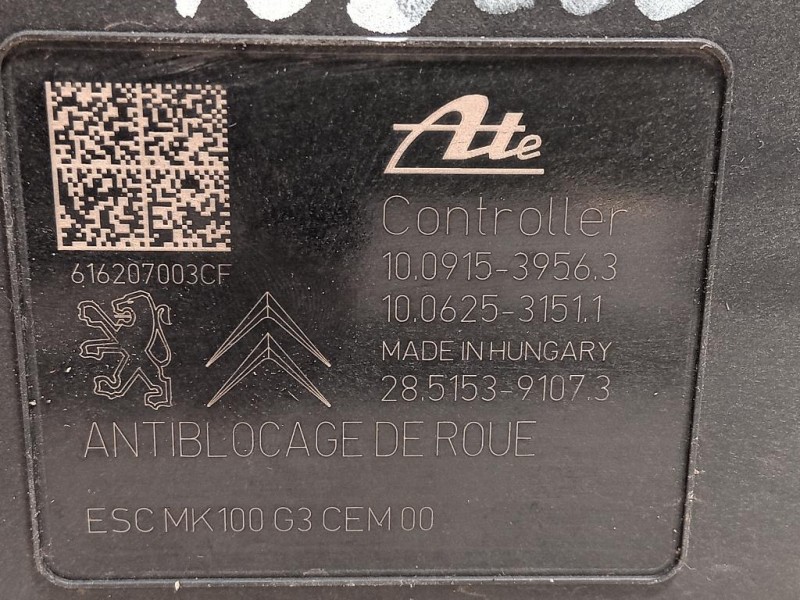 Ate
Controller
10.0915-3956.3
616207003CF
10.0625-3151.1
MADE IN HUNGARY
28.5153-9107.3
ANTIBLOCAGE DE ROUE
ESC MK100 G3 CEM 00